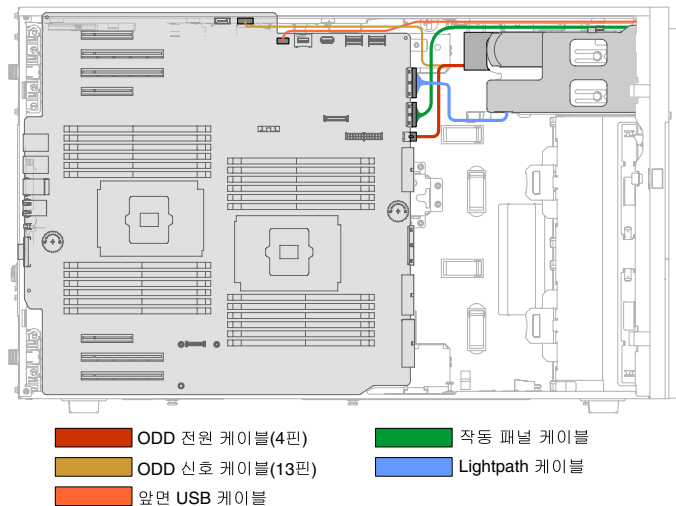 ODD 전원 케이블(4핀)
ODD 신호 케이블(13핀)
앞면 USB 케이블
작동 패널 케이블
Lightpath 케이블